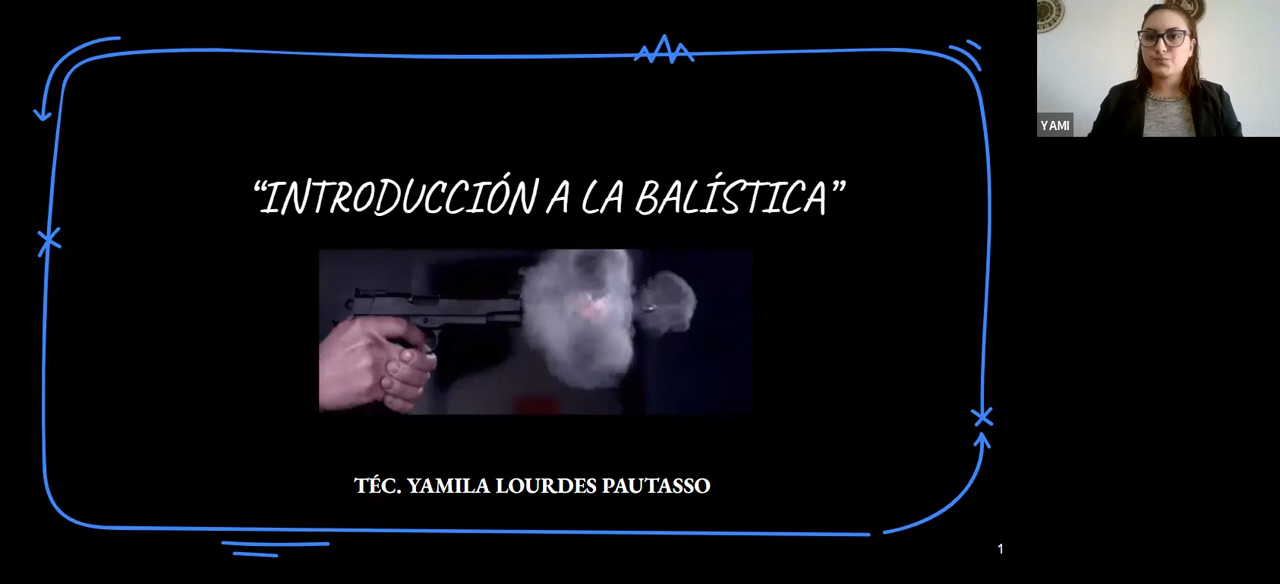 “INTRODUCCIÓN A LA BALÍSTICA”
TÉC. YAMILA LOURDES PAUTASSO
1
YAMI